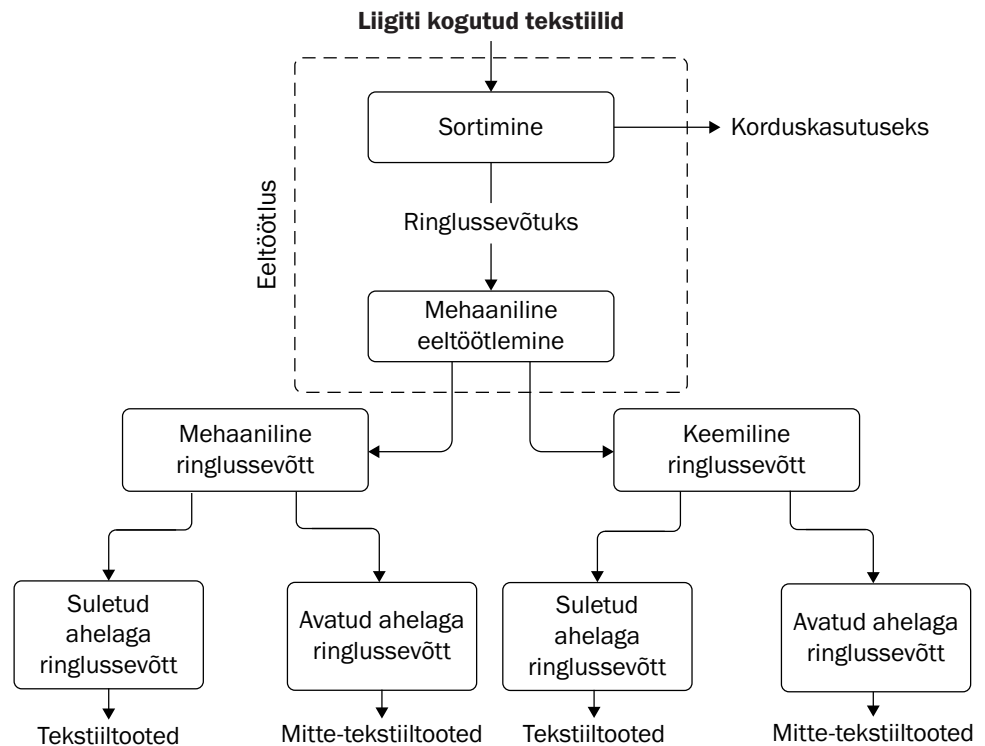 Liigiti kogutud tekstiilid
Sortimine
Korduskasutuseks
Eeltöötlus
Ringlussevõtuks
Mehaaniline
eeltöötlemine
Mehaaniline
ringlussevõtt
Keemiline
ringlussevõtt
Suletud
ahelaga
ringlussevõtt
Avatud ahelaga
ringlussevõtt
Suletud
ahelaga
ringlussevõtt
Avatud ahelaga
ringlussevõtt
Tekstiiltooted
Mitte-tekstiiltooted
Tekstiiltooted
Mitte-tekstiiltooted